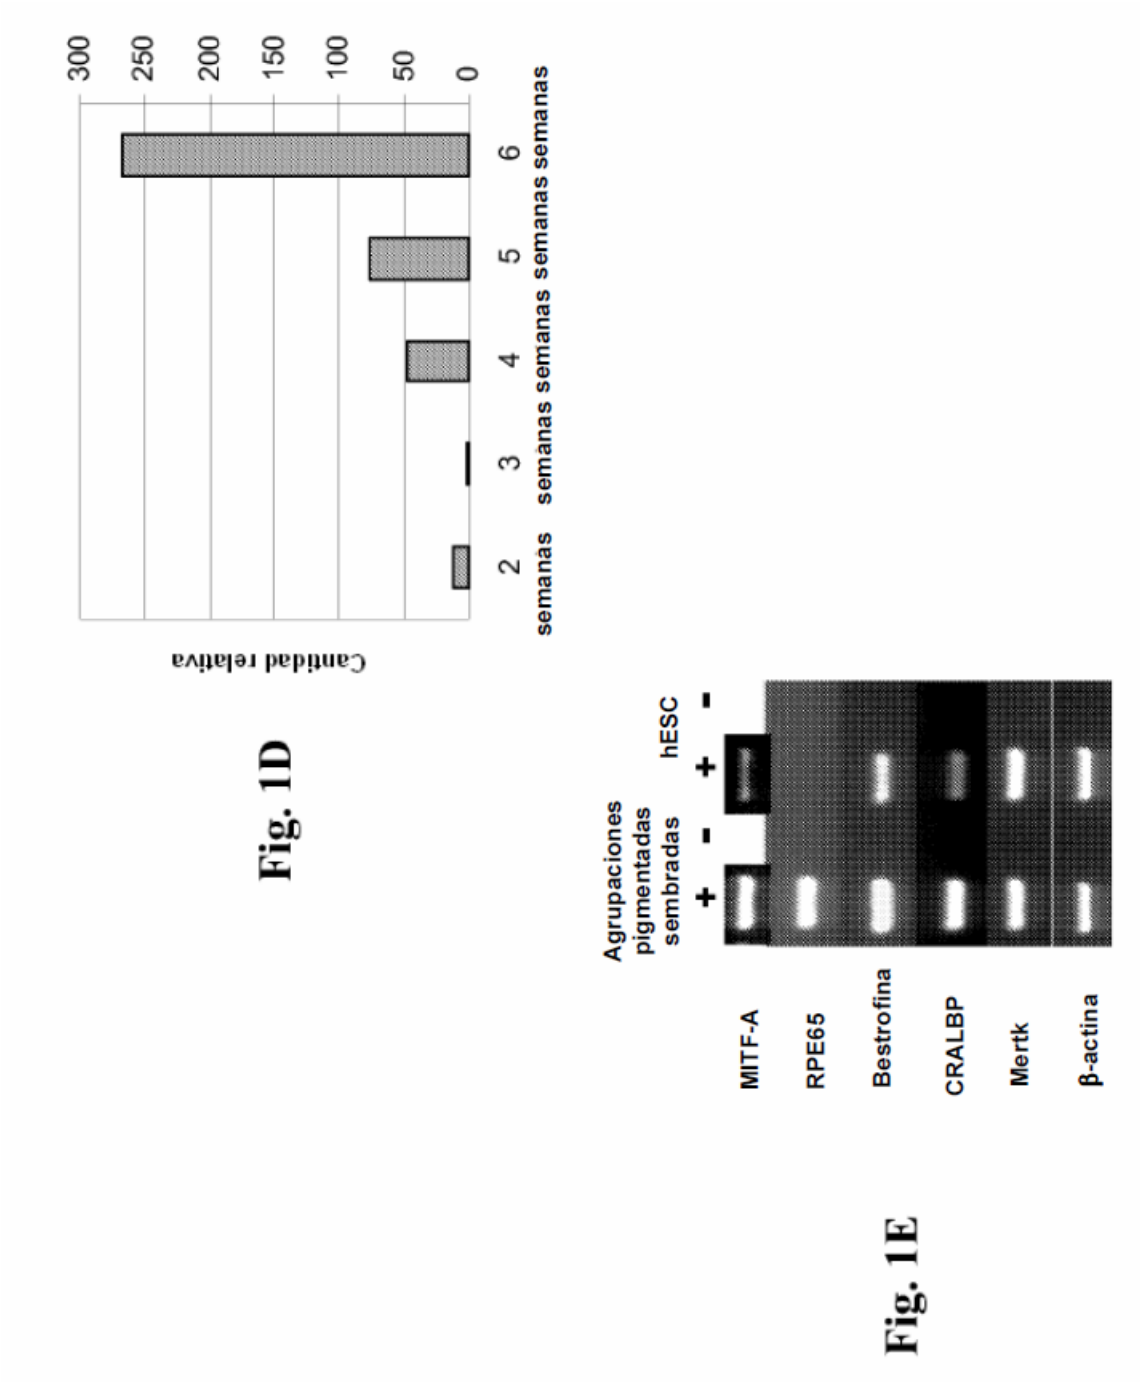 Fig. 1D
Cantidad relativa
300
250
200
150
100
50
0
2 3 4 5 6
semanas semanas semanas semanas semanas
Fig. 1E
Agrupaciones
pigmentadas
sembradas
hESC
+ - + -
MITF-A
RPE65
Bestrofina
CRALBP
Mertk
β-actina